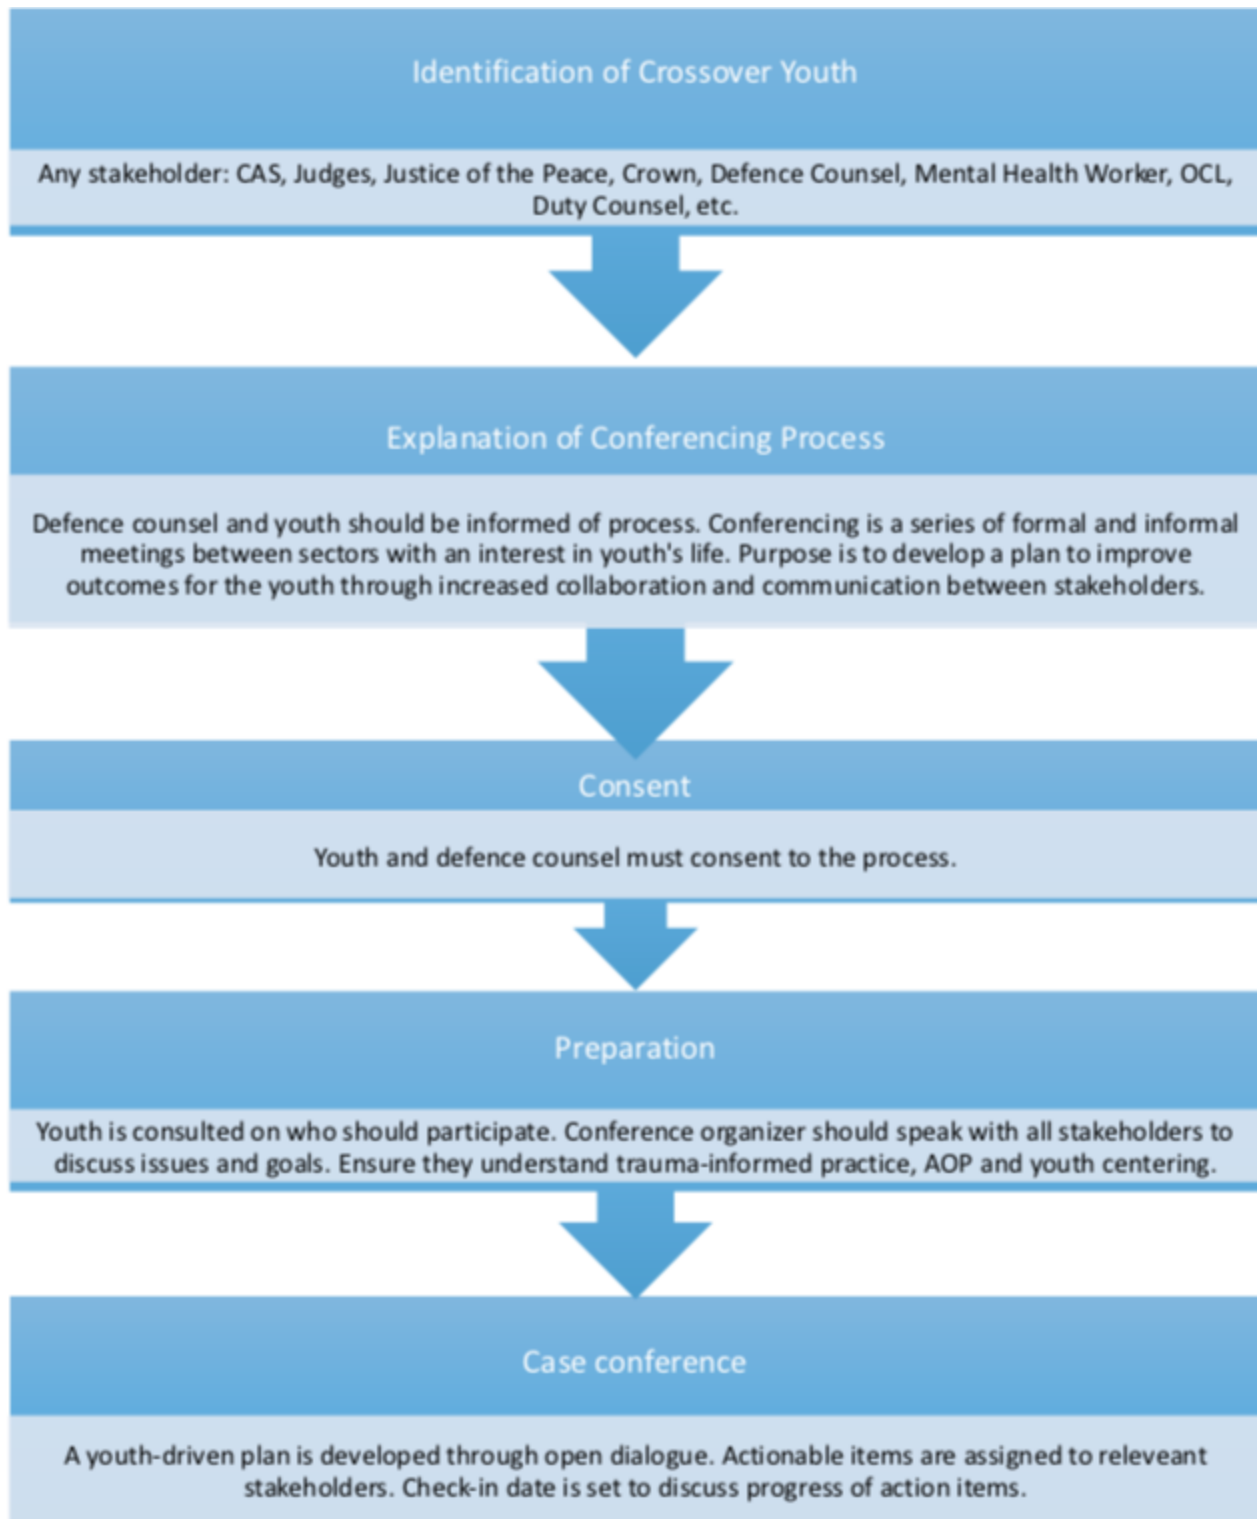 Identification of Crossover Youth
Any stakeholder: CAS, Judges, Justice of the Peace, Crown, Defence Counsel, Mental Health Worker, OCL,
Duty Counsel, etc.
Explanation of Conferencing Process
Defence counsel and youth should be informed of process. Conferencing is a series of formal and informal
meetings between sectors with an interest in youth's life. Purpose is to develop a plan to improve
outcomes for the youth through increased collaboration and communication between stakeholders.
Consent
Youth and defence counsel must consent to the process.
Preparation
Youth is consulted on who should participate. Conference organizer should speak with all stakeholders to
discuss issues and goals. Ensure they understand trauma-informed practice, AOP and youth centering.
Case conference
A youth-driven plan is developed through open dialogue. Actionable items are assigned to releveant
stakeholders. Check-in date is set to discuss progress of action items.